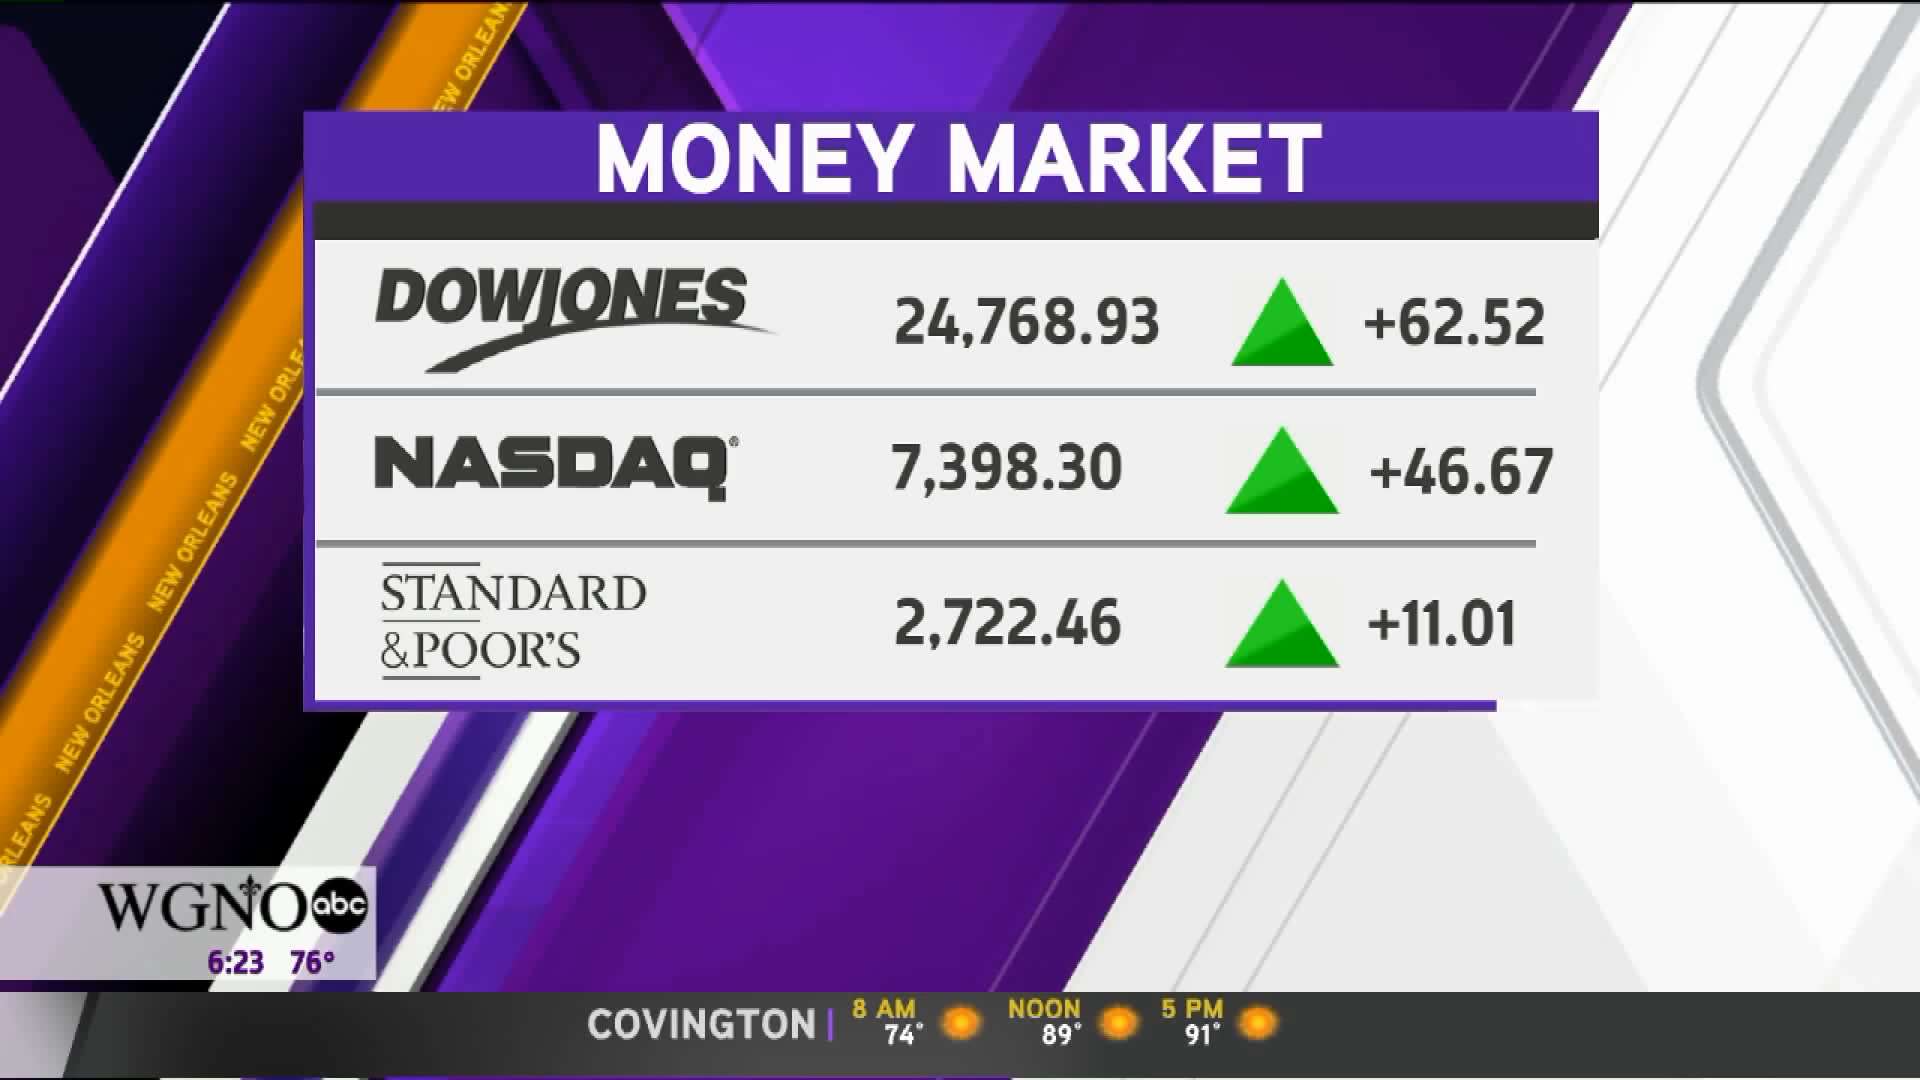 NEW ORLEANS
NEW ORLEANS
NEW ORLEANS
NEW ORLEANS
MONEY MARKET
DOWJONES 24,768.93 +62.52
NASDAQ® 7,398.30 +46.67
STANDARD
&POOR'S 2,722.46 +11.01
WGNO abc
6:23 76°
COVINGTON | 8 AM 74° NOON 89° 5 PM 91°